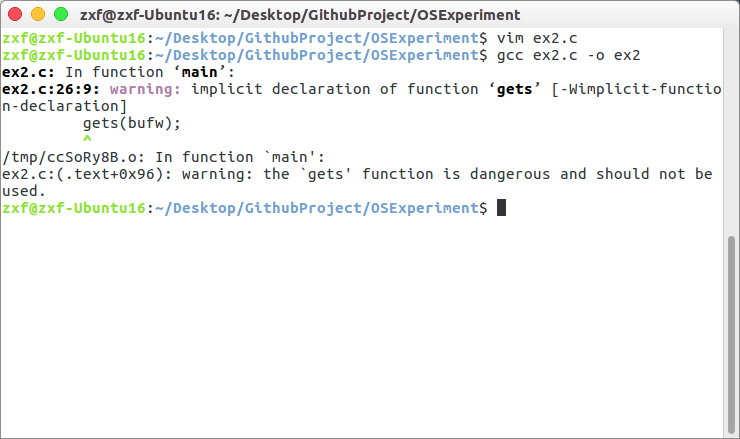 zxf@zxf-Ubuntu16: ~/Desktop/GithubProject/OSExperiment
zxf@zxf-Ubuntu16:~/Desktop/GithubProject/OSExperiment$ vim ex2.c
zxf@zxf-Ubuntu16:~/Desktop/GithubProject/OSExperiment$ gcc ex2.c -o ex2
ex2.c: In function ‘main’:
ex2.c:26:9: warning: implicit declaration of function ‘gets’ [-Wimplicit-functio
n-declaration]
         gets(bufw);
         ^
/tmp/ccSoRy8B.o: In function `main':
ex2.c:(.text+0x96): warning: the `gets' function is dangerous and should not be
used.
zxf@zxf-Ubuntu16:~/Desktop/GithubProject/OSExperiment$